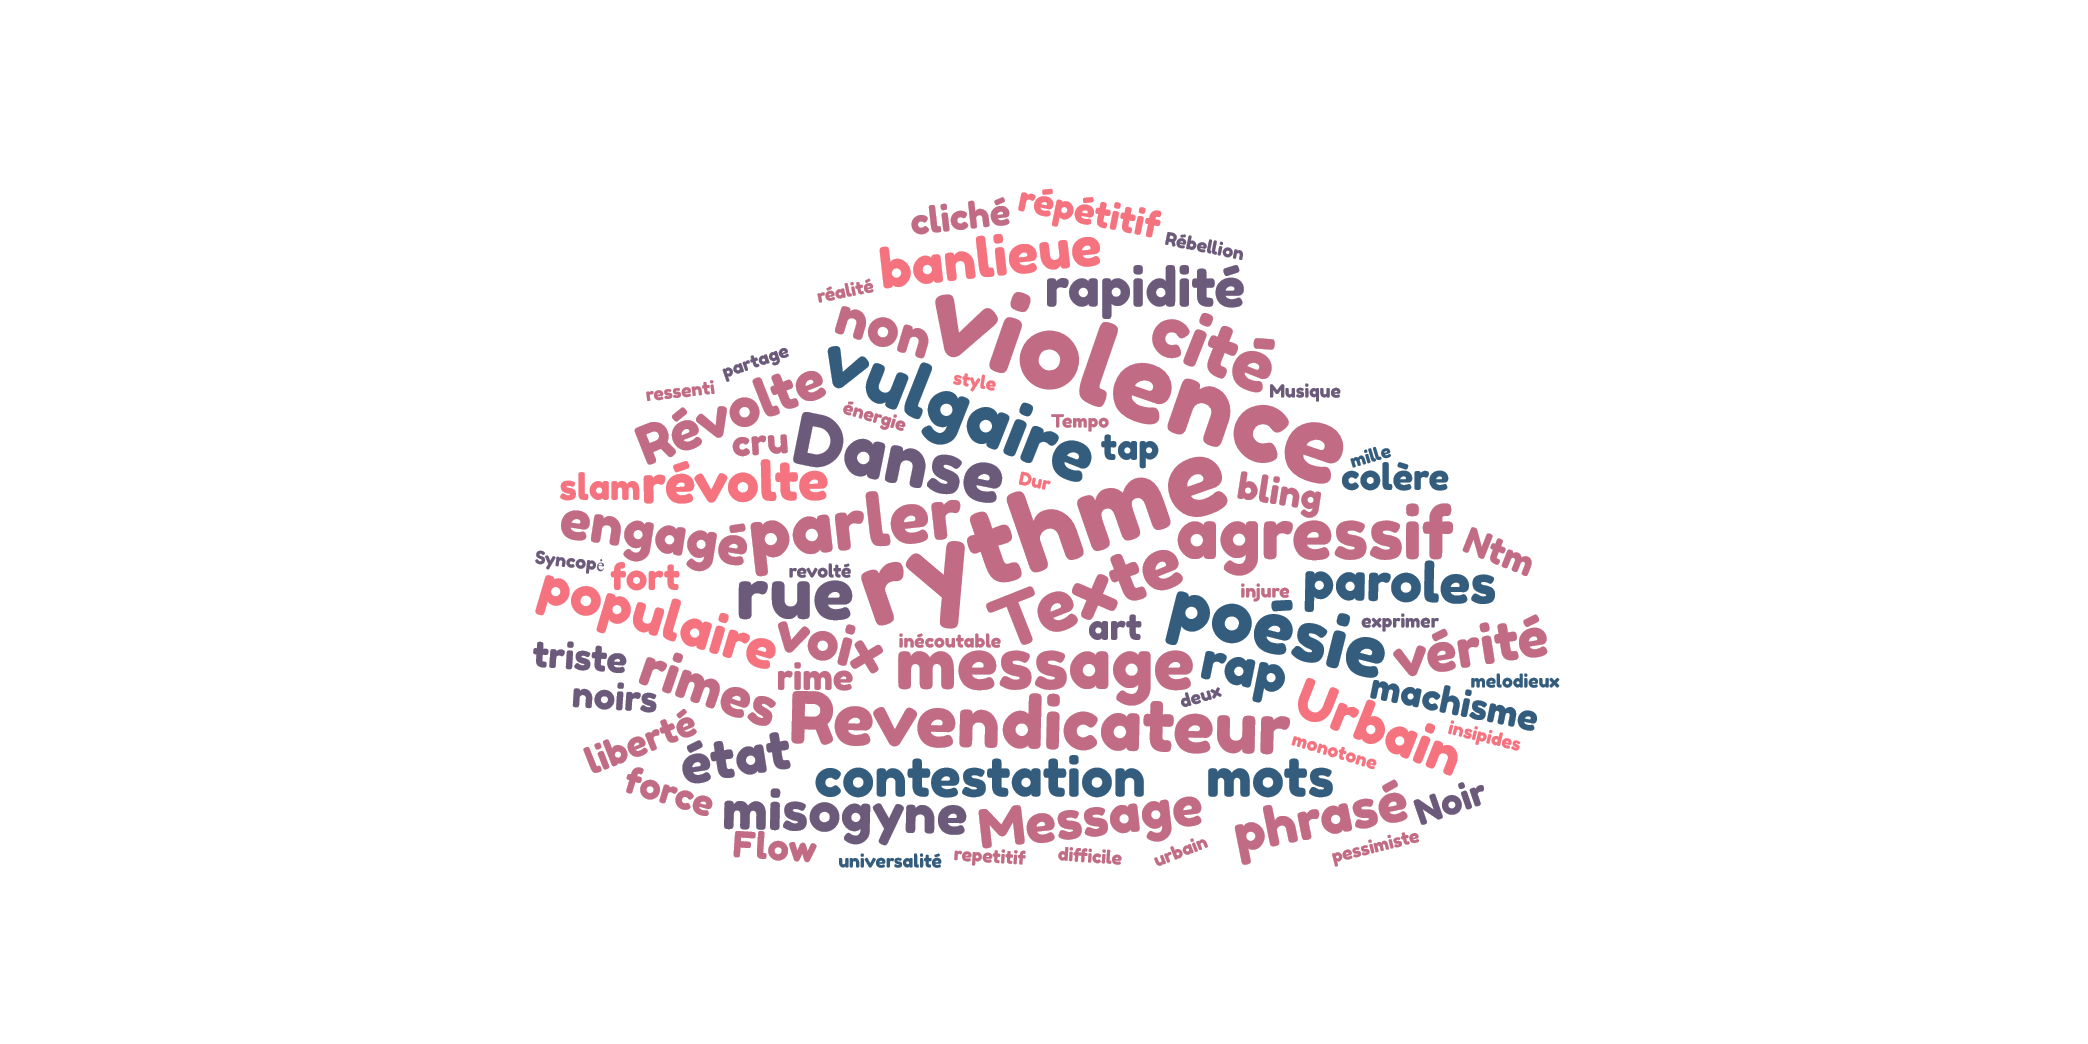 cliché
répétitif
Rébellion
banlieue
rapidité
réalité
non
violence
cité
partage
ressenti
Révolte
vulgaire
style
Musique
énergie
Tempo
cru
Danse
tap
mille
colère
slam
révolte
Dur
bling
engagé
parler
rythme
agressif
Ntm
Syncopè
fort
revolté
rue
Texte
injure
paroles
populaire
voix
inécoutable
art
poésie
exprimer
vérité
triste
rimes
rime
message
rap
melodieux
noirs
deux
machisme
Revendicateur
Urbain
insipides
liberté
état
monotone
force
contestation
mots
misogyne
Message
phrasé
Noir
Flow
universalité
repetitif
difficile
urbain
pessimiste